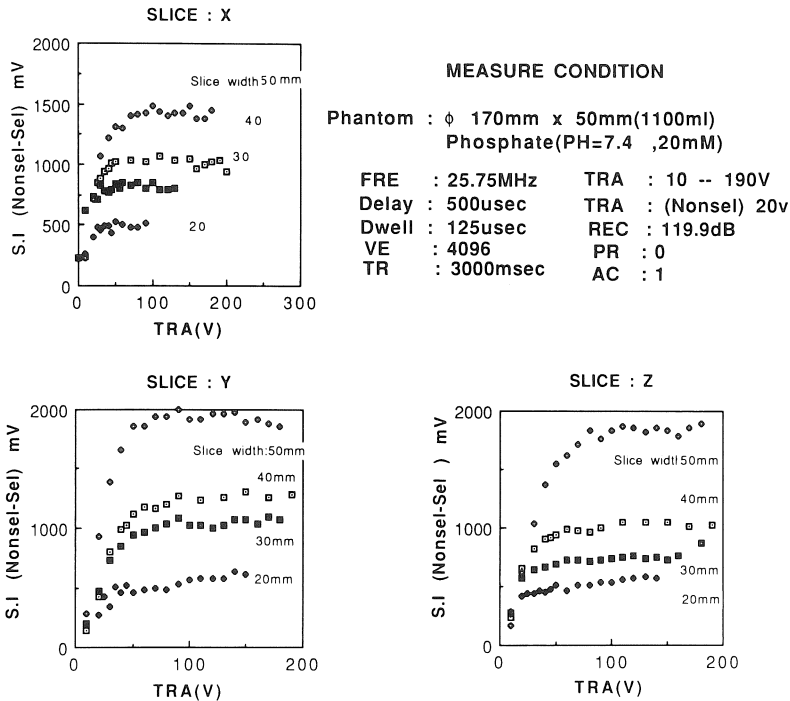 SLICE : X
S.I (Nonsel-Sel) mV
2000
1500
1000
500
0
Slice width 50mm
40
30
20
0 100 200 300
TRA(V)
MEASURE CONDITION
Phantom : ϕ 170mm x 50mm(1100ml)
Phosphate(PH=7.4 ,20mM)
FRE : 25.75MHz TRA : 10 -- 190V
Delay : 500usec TRA : (Nonsel) 20v
Dwell : 125usec REC : 119.9dB
VE : 4096 PR : 0
TR : 3000msec AC : 1
SLICE : Y
S.I (Nonsel-Sel) mV
2000
1000
0
Slice width:50mm
40mm
30mm
20mm
0 100 200
TRA(V)
SLICE : Z
S.I (Nonsel-Sel ) mV
2000
1000
0
Slice widtl 50mm
40mm
30mm
20mm
0 100 200
TRA(V)